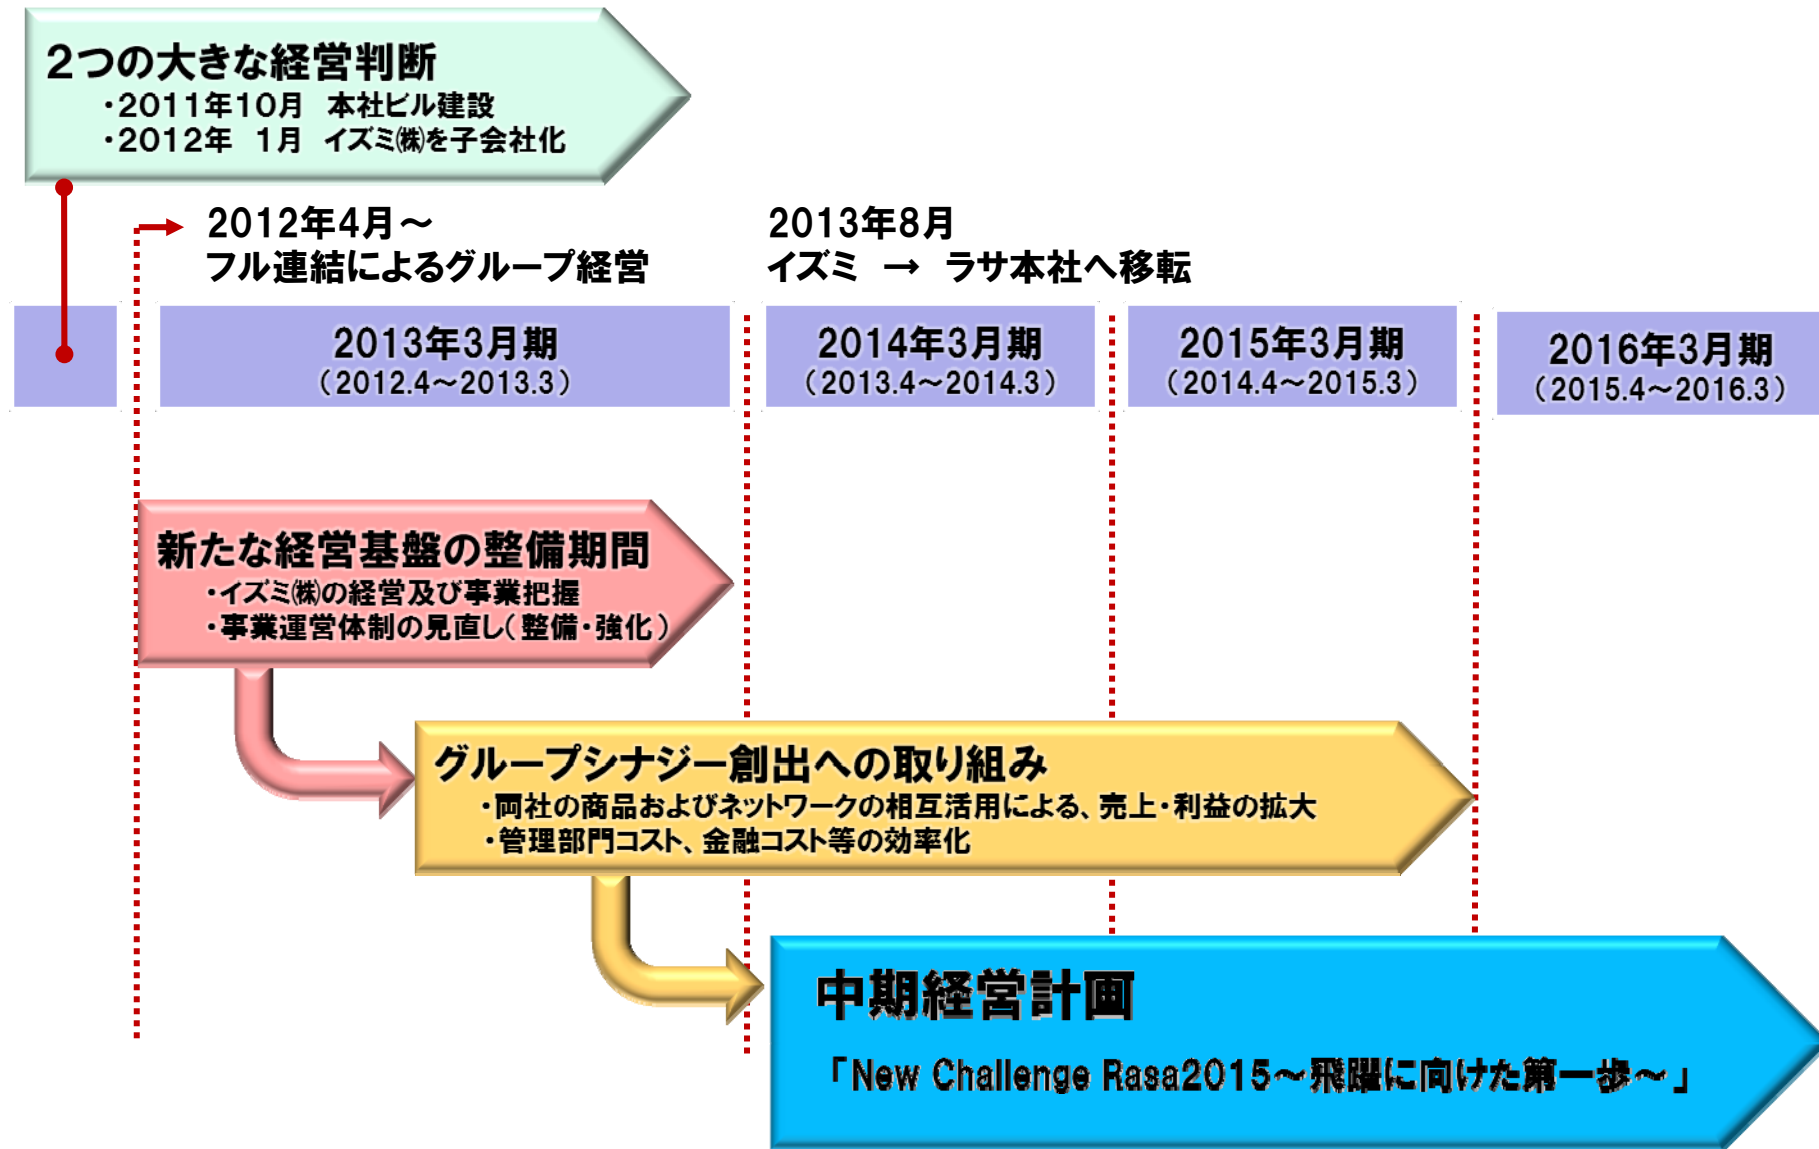 ２つの大きな経営判断
・2011年10月　本社ビル建設
・2012年　1月　イズミ㈱を子会社化
2012年4月～
フル連結によるグループ経営
2013年8月
イズミ　→　ラサ本社へ移転
2013年3月期
（2012.4～2013.3）
2014年3月期
（2013.4～2014.3）
2015年3月期
（2014.4～2015.3）
2016年3月期
（2015.4～2016.3）
新たな経営基盤の整備期間
・イズミ㈱の経営及び事業把握
・事業運営体制の見直し（整備・強化）
グループシナジー創出への取り組み
・両社の商品およびネットワークの相互活用による、売上・利益の拡大
・管理部門コスト、金融コスト等の効率化
中期経営計画
「New Challenge Rasa2015～飛躍に向けた第一歩～」